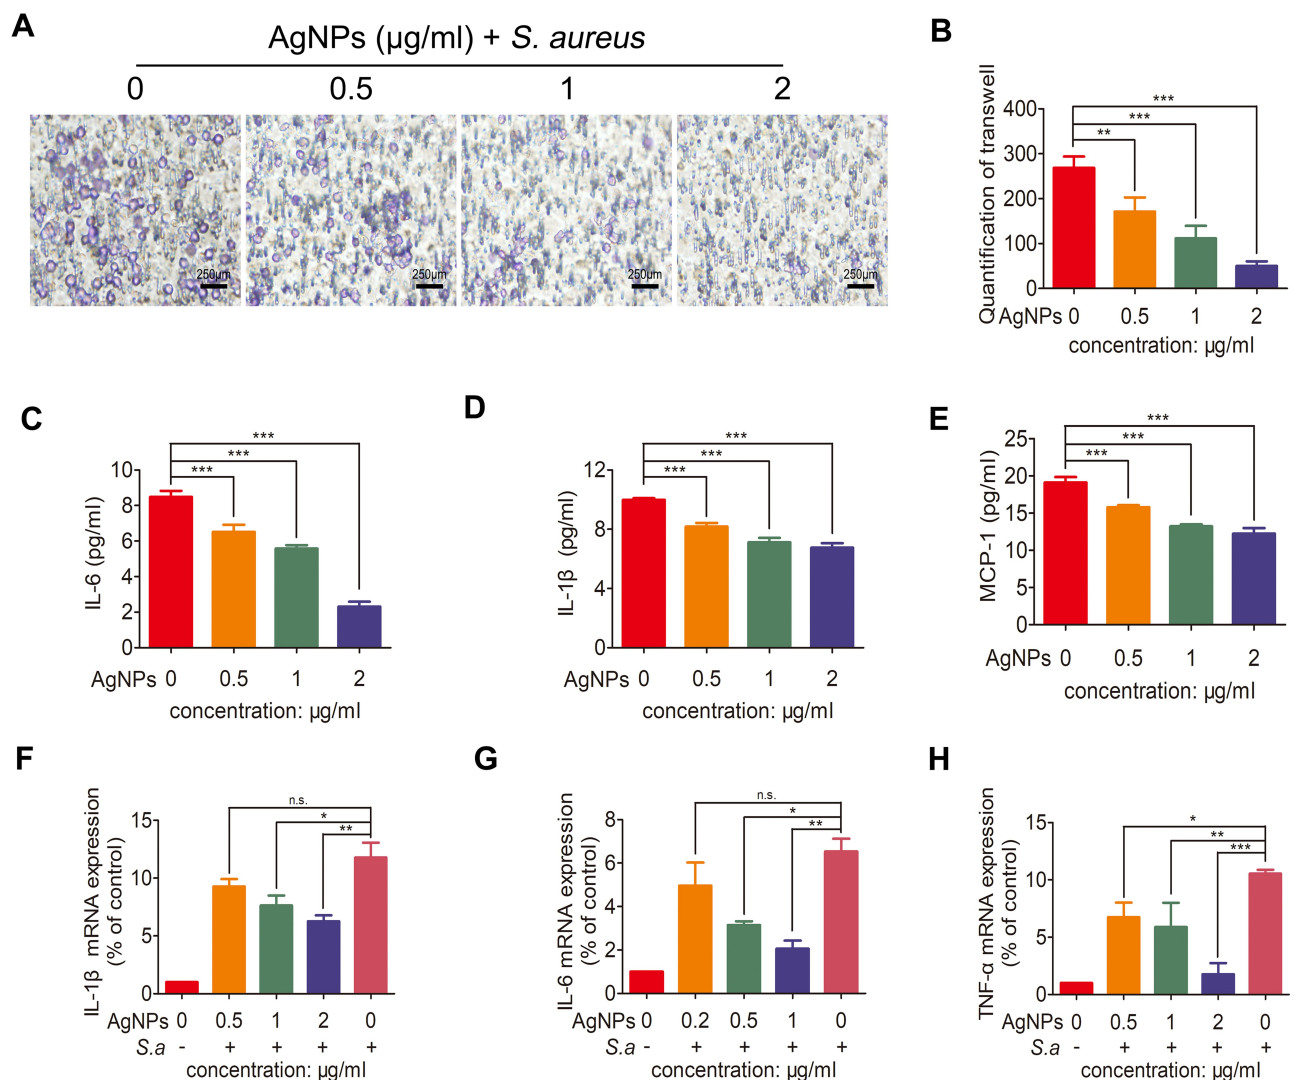 A
AgNPs (μg/ml) + S. aureus
0 0.5 1 2
250μm 250μm 250μm 250μm
B
Quantification of transwell
400
300
200
100
0
***
***
**
AgNPs 0 0.5 1 2
concentration: μg/ml
C
IL-6 (pg/ml)
10
8
6
4
2
0
***
***
***
AgNPs 0 0.5 1 2
concentration: μg/ml
D
IL-1β (pg/ml)
12
8
4
0
***
***
***
AgNPs 0 0.5 1 2
concentration: μg/ml
E
MCP-1 (pg/ml)
25
20
15
10
5
0
***
***
***
AgNPs 0 0.5 1 2
concentration: μg/ml
F
IL-1β mRNA expression
(% of control)
15
10
5
0
n.s.
*
**
AgNPs 0 0.5 1 2 0
S.a - + + + +
concentration: μg/ml
G
IL-6 mRNA expression
(% of control)
8
6
4
2
0
n.s.
*
**
AgNPs 0 0.2 0.5 1 0
S.a - + + + +
concentration: μg/ml
H
TNF-α mRNA expression
(% of control)
15
10
5
0
*
**
***
AgNPs 0 0.5 1 2 0
S.a - + + + +
concentration: μg/ml